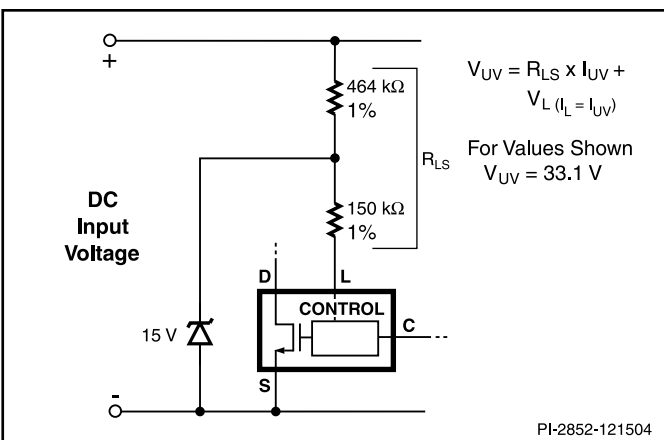 +
464 kΩ
1%
V_UV = R_LS x I_UV +
V_L (I_L = I_UV)
For Values Shown
V_UV = 33.1 V
R_LS
DC
Input
Voltage
150 kΩ
1%
D
L
CONTROL
C
15 V
S
-
PI-2852-121504